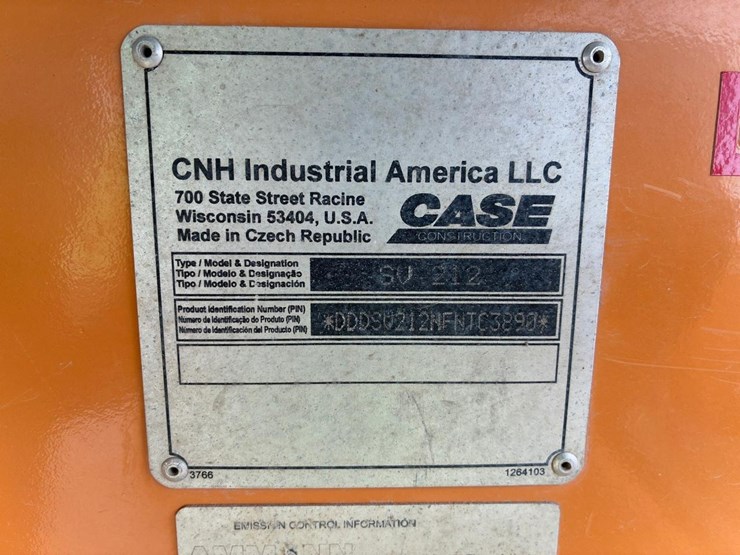 CNH Industrial America LLC
700 State Street Racine
Wisconsin 53404, U.S.A.
Made in Czech Republic
CASE
CONSTRUCTION
Type / Model & Designation
Tipo / Modelo & Designação
Tipo / Modelo & Designación
SV 212
Product Identification Number (PIN)
Número de Identificação do Produto (PIN)
Número de Identificación del Producto (PIN)
3766
1264103
EMISSION CONTROL INFORMATION
AMMANN